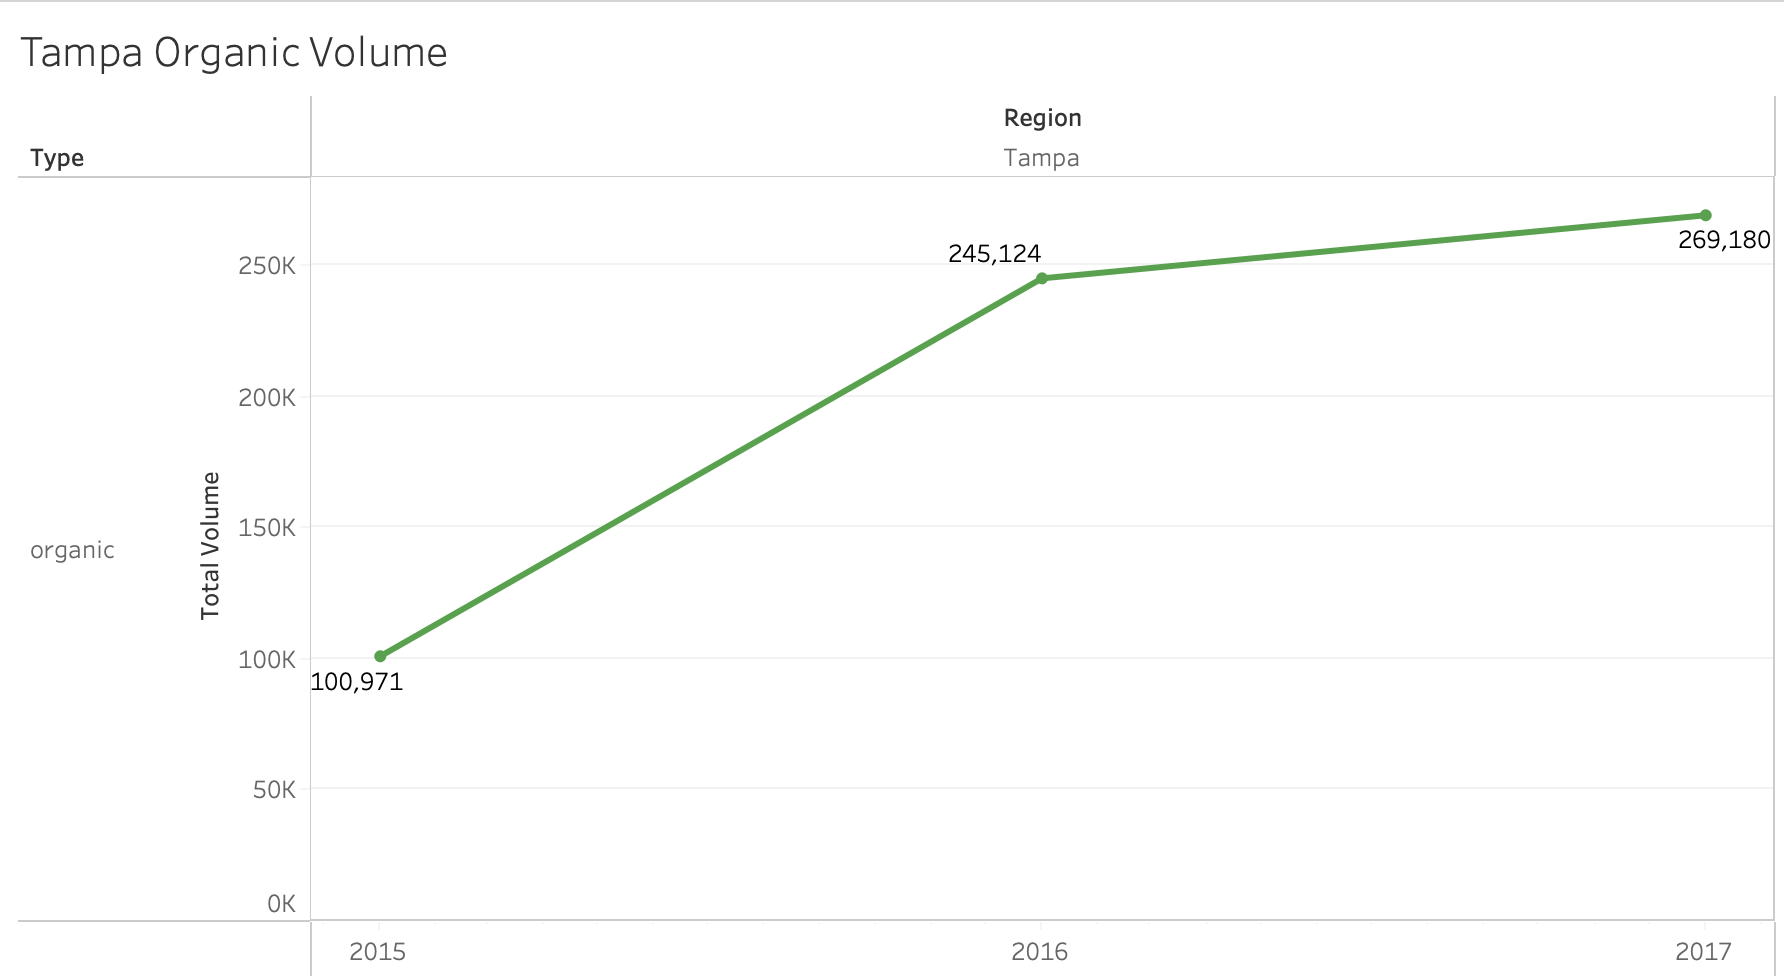 Tampa Organic Volume
Region
Type
Tampa
269,180
245,124
250K
200K
150K
organic
Total Volume
100K
100,971
50K
0K
2015
2016
2017